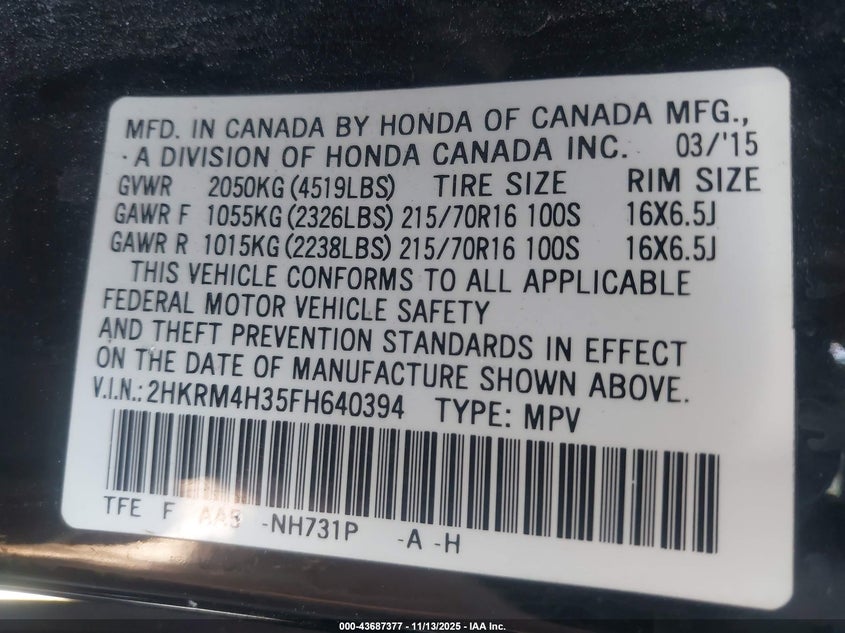 MFD. IN CANADA BY HONDA OF CANADA MFG.,
A DIVISION OF HONDA CANADA INC. 03/'15
GVWR 2050KG (4519LBS) TIRE SIZE RIM SIZE
GAWR F 1055KG (2326LBS) 215/70R16 100S 16X6.5J
GAWR R 1015KG (2238LBS) 215/70R16 100S 16X6.5J
THIS VEHICLE CONFORMS TO ALL APPLICABLE
FEDERAL MOTOR VEHICLE SAFETY
AND THEFT PREVENTION STANDARDS IN EFFECT
ON THE DATE OF MANUFACTURE SHOWN ABOVE.
V.I.N.: 2HKRM4H35FH640394 TYPE: MPV
TFE F AAB -NH731P -A -H
000-43687377 - 11/13/2025 - IAA Inc.